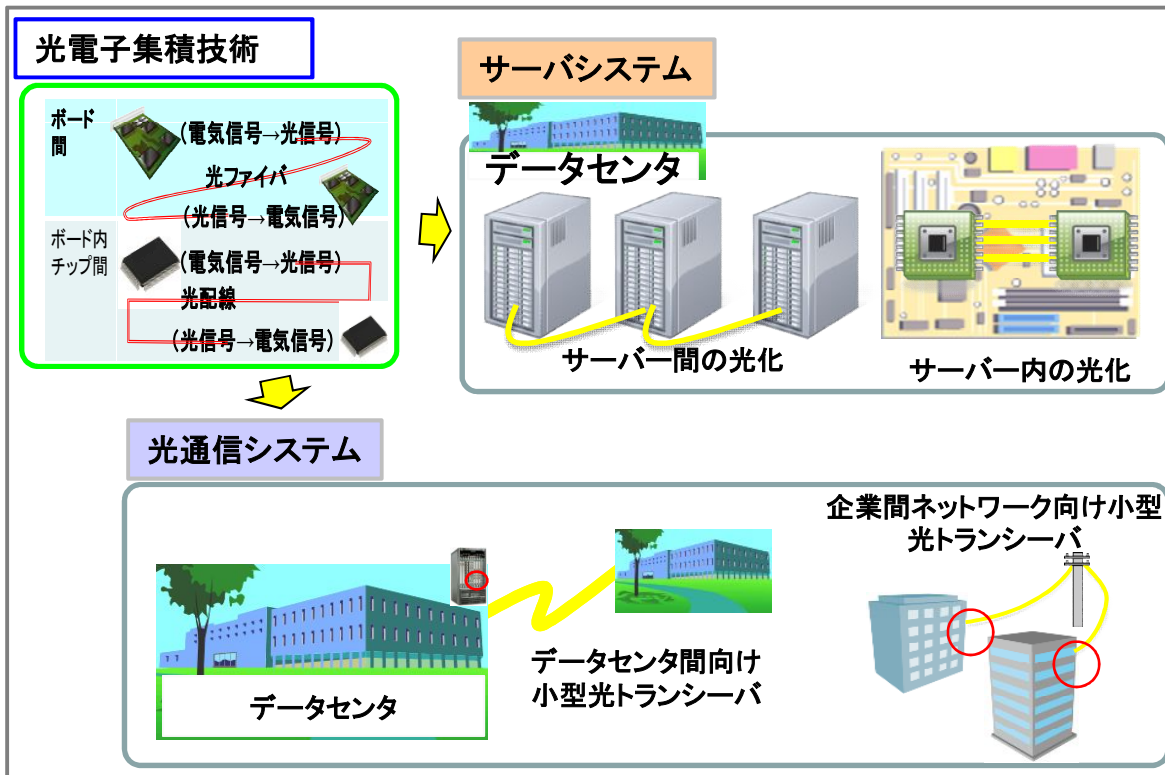 光電子集積技術
ボード
間
(電気信号→光信号)
光ファイバ
(光信号→電気信号)
ボード内
チップ間
(電気信号→光信号)
光配線
(光信号→電気信号)
サーバシステム
データセンタ
サーバー間の光化
サーバー内の光化
光通信システム
データセンタ
データセンタ間向け
小型光トランシーバ
企業間ネットワーク向け小型
光トランシーバ